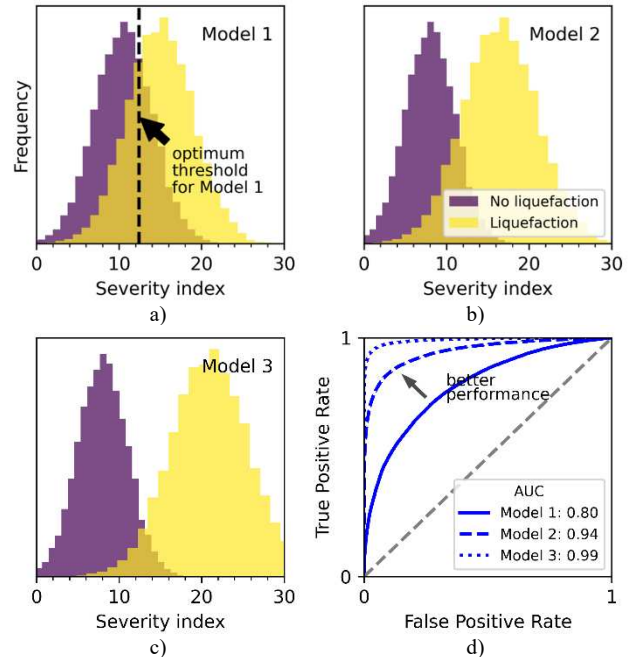 Model 1
Frequency
optimum
threshold
for Model 1
0 10 20 30
Severity index
a)
Model 2
No liquefaction
Liquefaction
0 10 20 30
Severity index
b)
Model 3
0 10 20 30
Severity index
c)
1
True Positive Rate
better
performance
AUC
Model 1: 0.80
Model 2: 0.94
Model 3: 0.99
0
0 1
False Positive Rate
d)